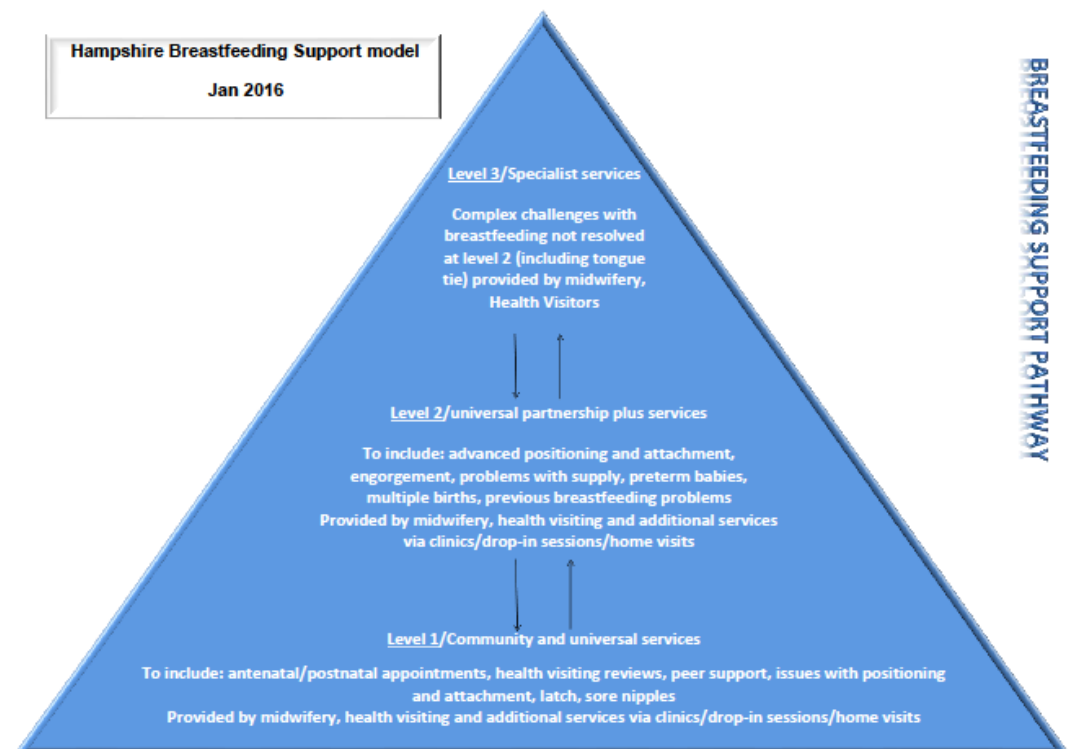 Hampshire Breastfeeding Support model
Jan 2016
BREASTFEEDING SUPPORT PATHWAY
Level 3/Specialist services
Complex challenges with
breastfeeding not resolved
at level 2 (including tongue
tie) provided by midwifery,
Health Visitors
Level 2/universal partnership plus services
To include: advanced positioning and attachment,
engorgement, problems with supply, preterm babies,
multiple births, previous breastfeeding problems
Provided by midwifery, health visiting and additional services
via clinics/drop-in sessions/home visits
Level 1/Community and universal services
To include: antenatal/postnatal appointments, health visiting reviews, peer support, issues with positioning
and attachment, latch, sore nipples
Provided by midwifery, health visiting and additional services via clinics/drop-in sessions/home visits